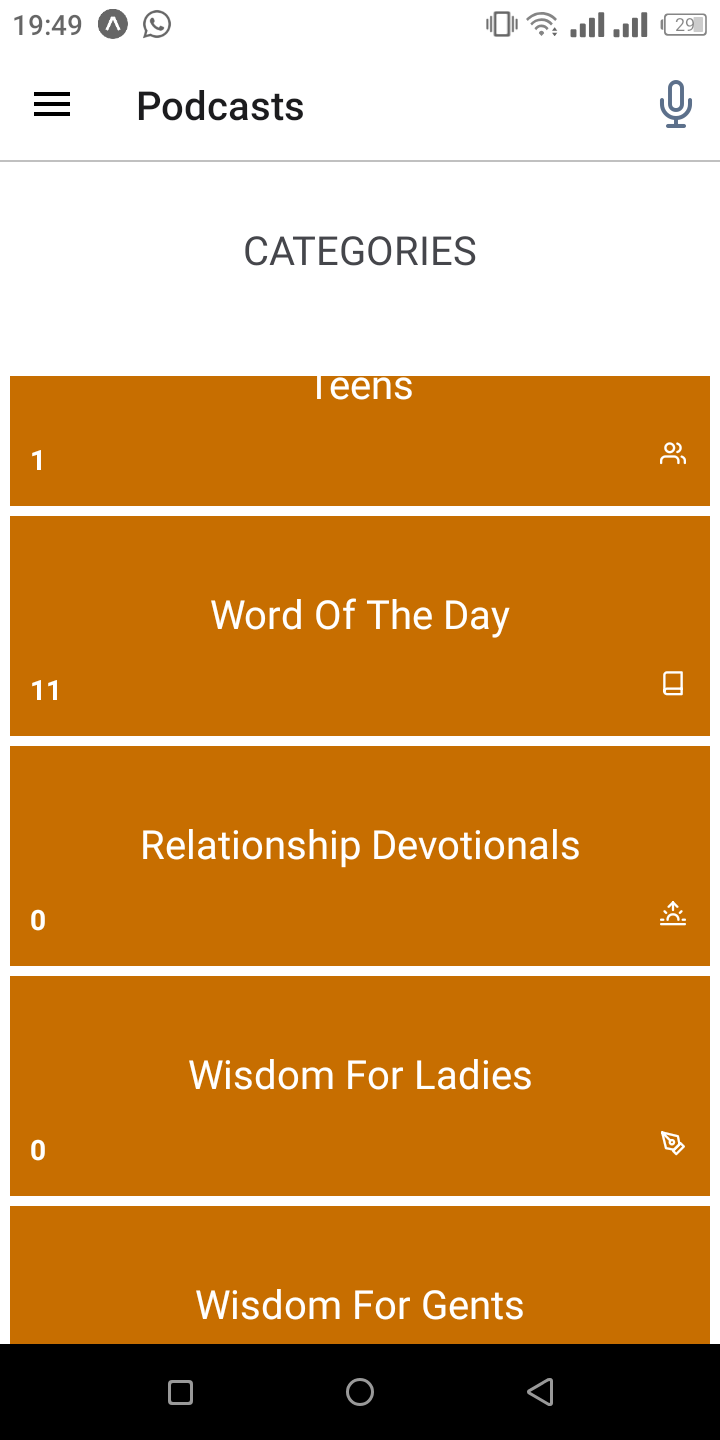 19:49
29
Podcasts
CATEGORIES
Teens
1
Word Of The Day
11
Relationship Devotionals
0
Wisdom For Ladies
0
Wisdom For Gents